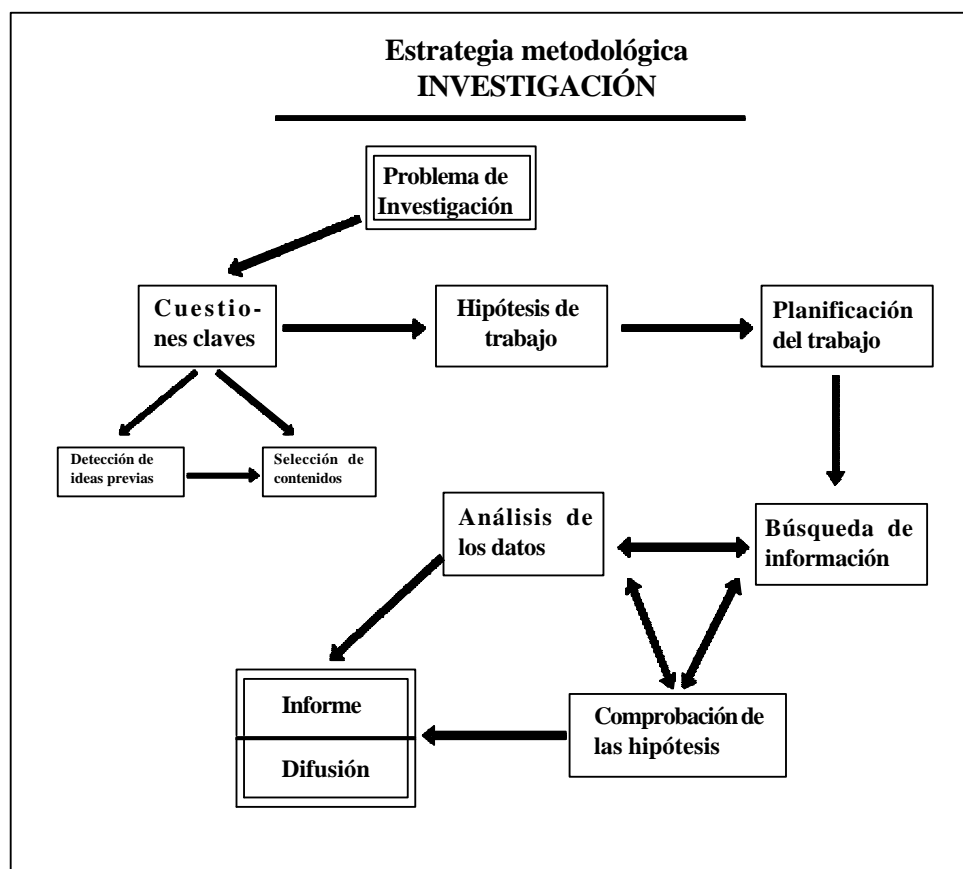 Estrategia metodológica
INVESTIGACIÓN
Problema de
Investigación
Cuestio-
nes claves
Hipótesis de
trabajo
Planificación
del trabajo
Detección de
ideas previas
Selección de
contenidos
Análisis de
los datos
Búsqueda de
información
Informe
Difusión
Comprobación de
las hipótesis